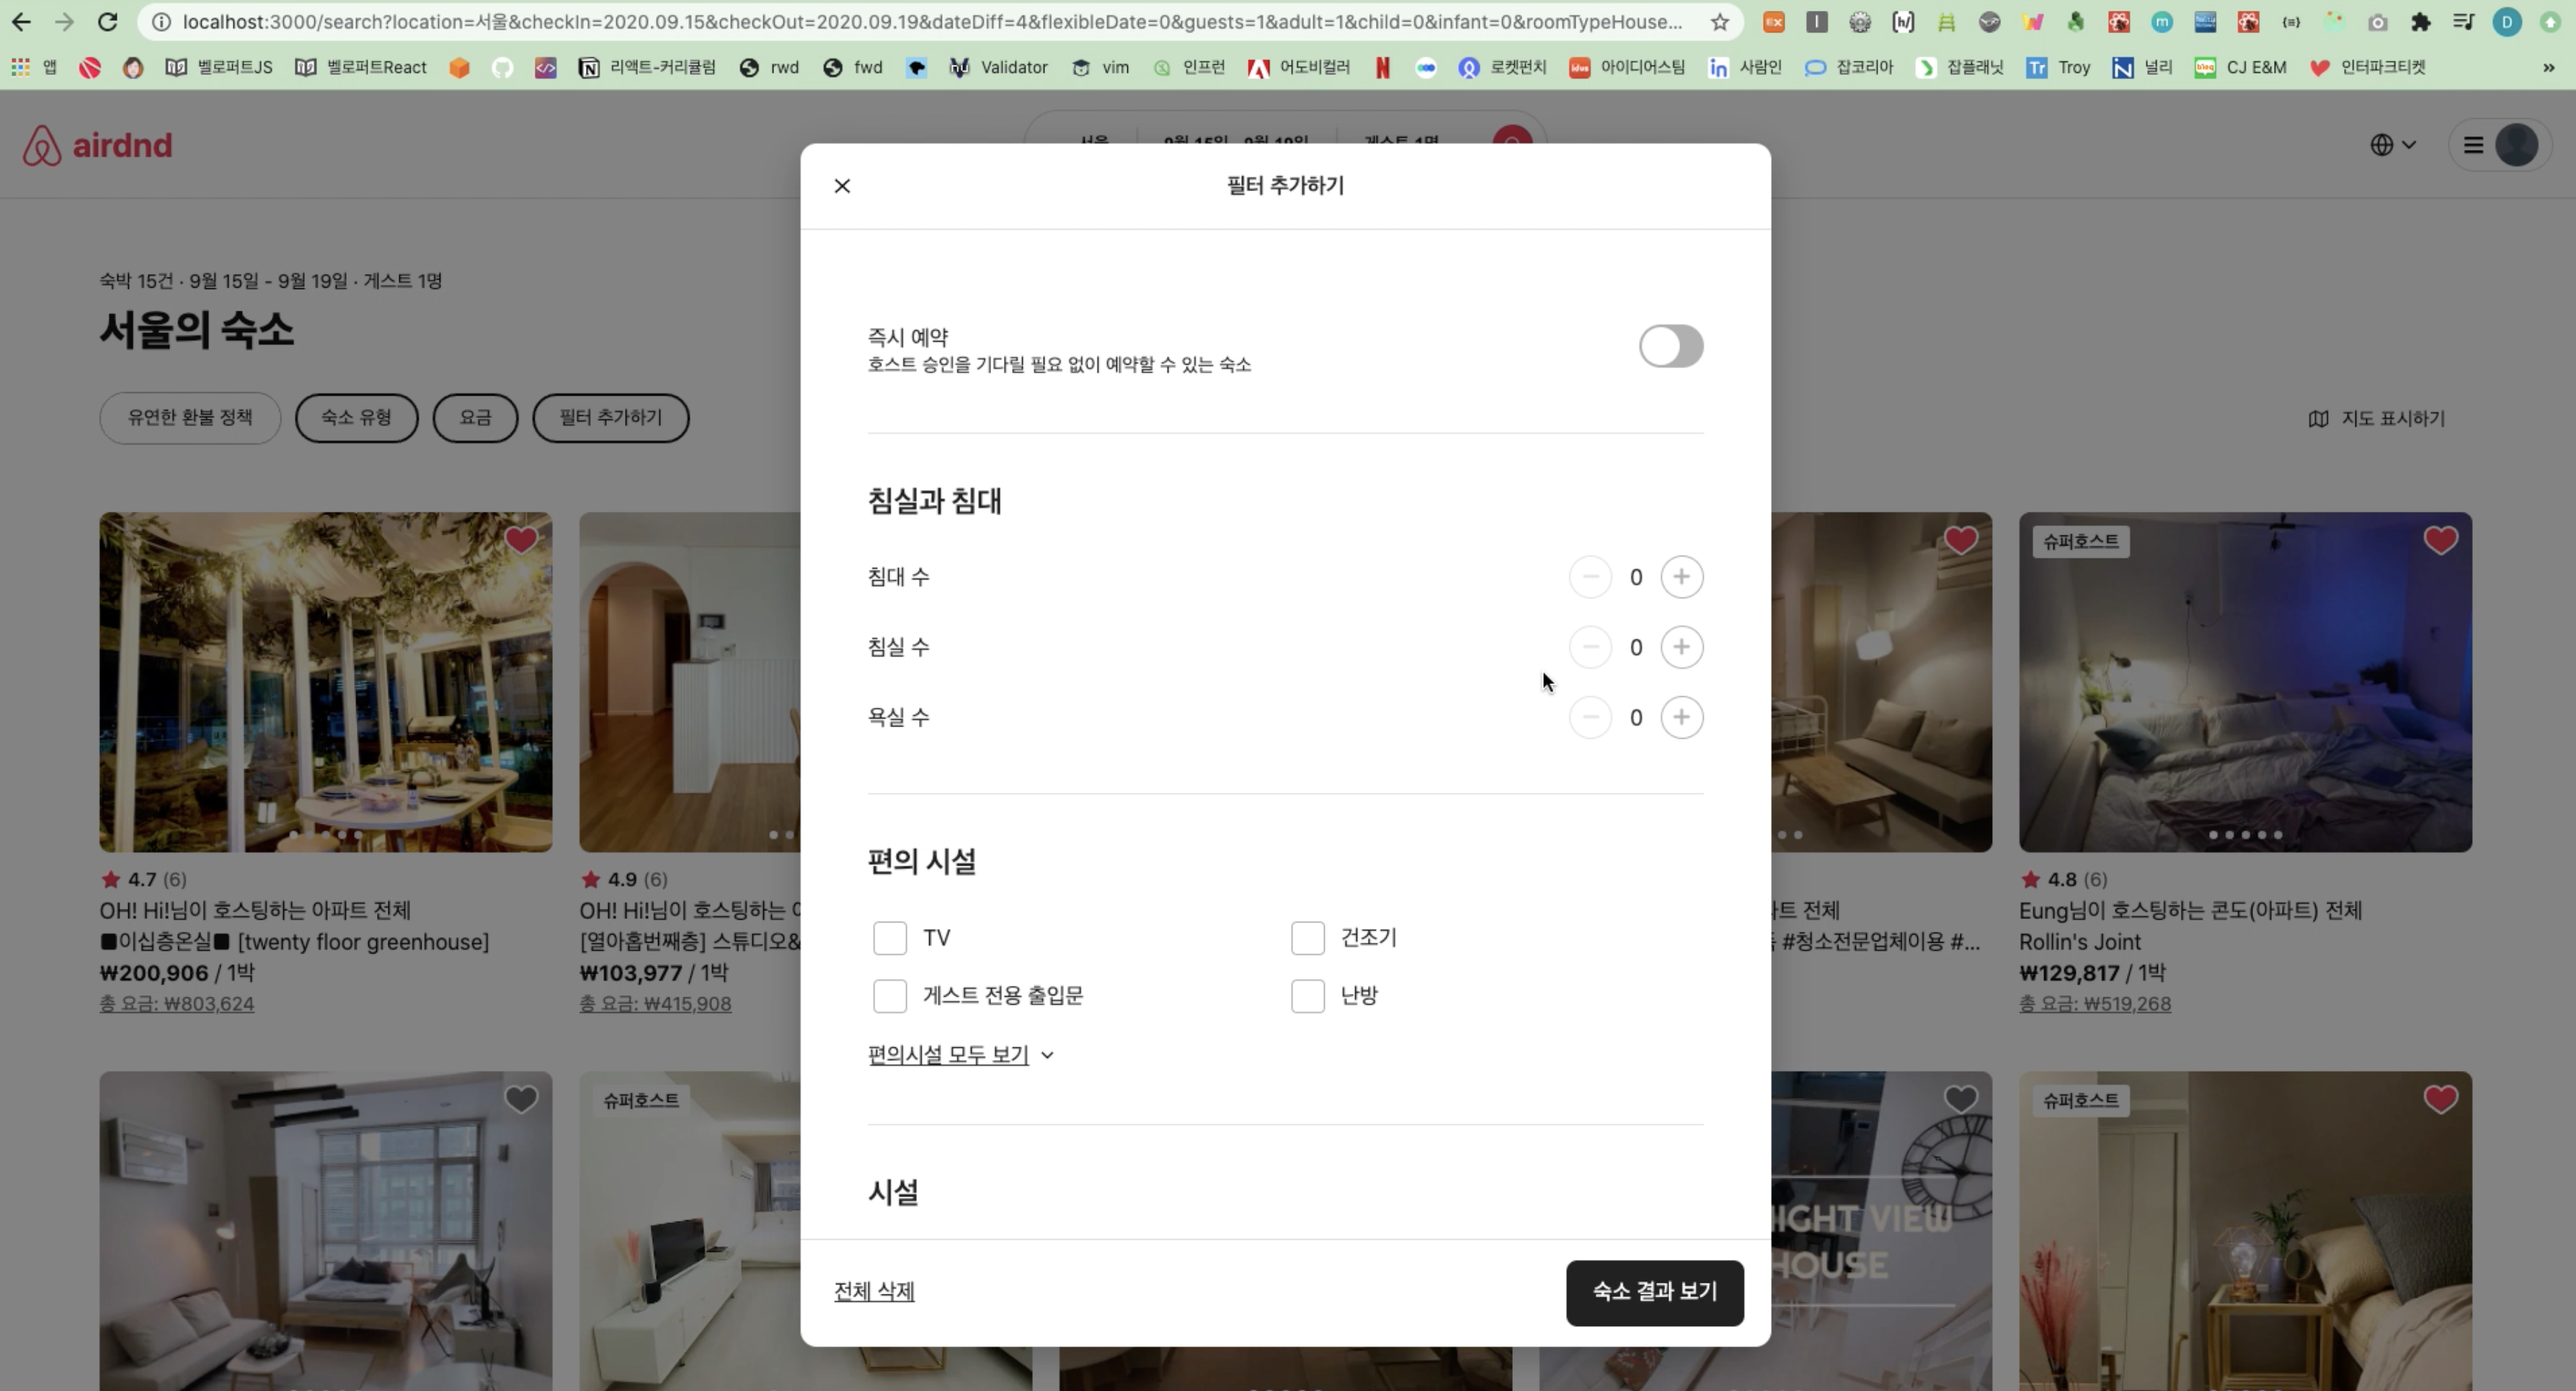 localhost:3000/search?location=서울&checkIn=2020.09.15&checkOut=2020.09.19&dateDiff=4&flexibleDate=0&guests=1&adult=1&child=0&infant=0&roomTypeHouse...
앱 벨로퍼트JS 벨로퍼트React 리액트-커리큘럼 rwd fwd Validator vim 인프런 어도비컬러 로켓펀치 아이디어스팀 사람인 잡코리아 잡플래닛 Troy 널리 CJ E&M 인터파크티켓 »
airdnd
서울 9월 15일 - 9월 19일 게스트 1명
숙박 15건 · 9월 15일 - 9월 19일 · 게스트 1명
서울의 숙소
유연한 환불 정책 숙소 유형 요금 필터 추가하기
지도 표시하기
필터 추가하기
즉시 예약
호스트 승인을 기다릴 필요 없이 예약할 수 있는 숙소
침실과 침대
침대 수 0
침실 수 0
욕실 수 0
편의 시설
TV 건조기
게스트 전용 출입문 난방
편의시설 모두 보기
시설
전체 삭제 숙소 결과 보기
4.7 (6)
OH! Hi!님이 호스팅하는 아파트 전체
■이십층온실■ [twenty floor greenhouse]
₩200,906 / 1박
총 요금: ₩803,624
4.9 (6)
OH! Hi!님이 호스팅하는
[열아홉번째층] 스튜디오&
₩103,977 / 1박
총 요금: ₩415,908
전체
#청소전문업체이용 #...
슈퍼호스트
4.8 (6)
Eung님이 호스팅하는 콘도(아파트) 전체
Rollin's Joint
₩129,817 / 1박
총 요금: ₩519,268
슈퍼호스트
NIGHT VIEW
HOUSE
슈퍼호스트